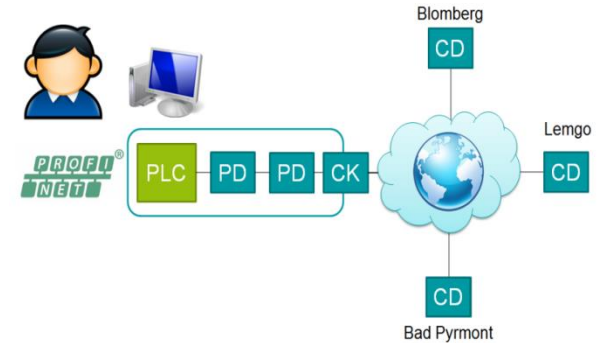 Blomberg
CD
Lemgo
PROFI®
NET
PLC
PD
PD
CK
CD
CD
Bad Pyrmont